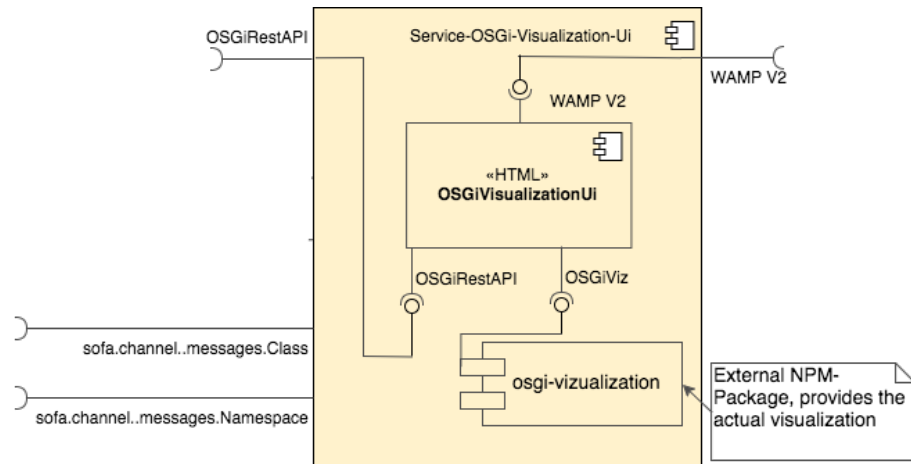 OSGiRestAPI
Service-OSGi-Visualization-Ui
WAMP V2
WAMP V2
«HTML»
OSGiVisualizationUi
OSGiRestAPI
OSGiViz
sofa.channel..messages.Class
osgi-vizualization
External NPM-
Package, provides the
actual visualization
sofa.channel..messages.Namespace